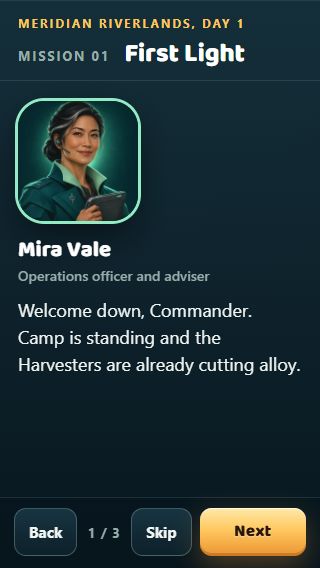 MERIDIAN RIVERLANDS, DAY 1
MISSION 01 First Light
Mira Vale
Operations officer and adviser
Welcome down, Commander.
Camp is standing and the
Harvesters are already cutting alloy.
Back 1 / 3 Skip Next